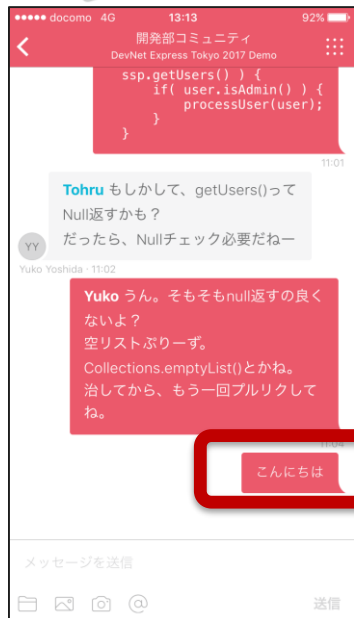 docomo 4G 13:13 92%
開発部コミュニティ
DevNet Express Tokyo 2017 Demo
ssp.getUsers() ) {
if( user.isAdmin() ) {
processUser(user);
}
}
11:01
Tohru もしかして、getUsers()って
Null返すかも？
だったら、Nullチェック必要だねー
YY
Yuko Yoshida · 11:02
Yuko うん。そもそもnull返すの良く
ないよ？
空リストぷりーず。
Collections.emptyList()とかね。
治してから、もう一回プルリクして
ね。
11:04
こんにちは
メッセージを送信
@
送信